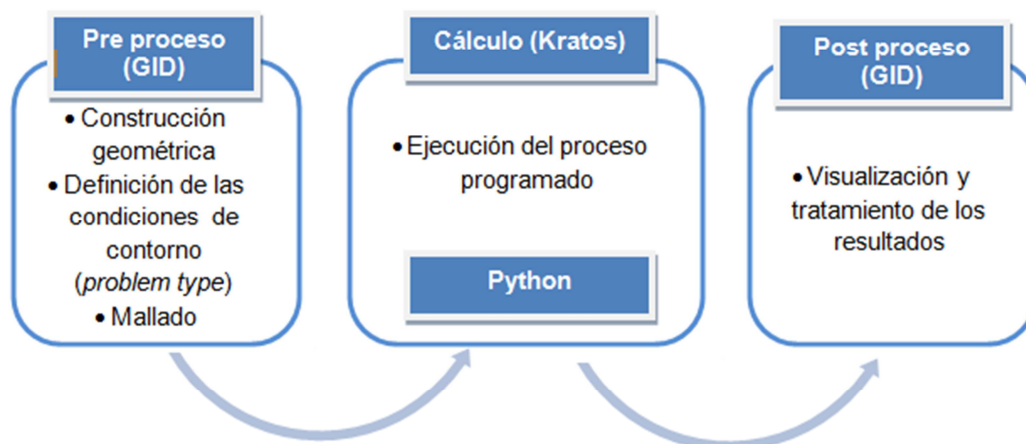 Pre proceso
(GID)
• Construcción
geométrica
• Definición de las
condiciones de
contorno
(problem type)
• Mallado
Cálculo (Kratos)
• Ejecución del proceso
programado
Python
Post proceso
(GID)
• Visualización y
tratamiento de los
resultados